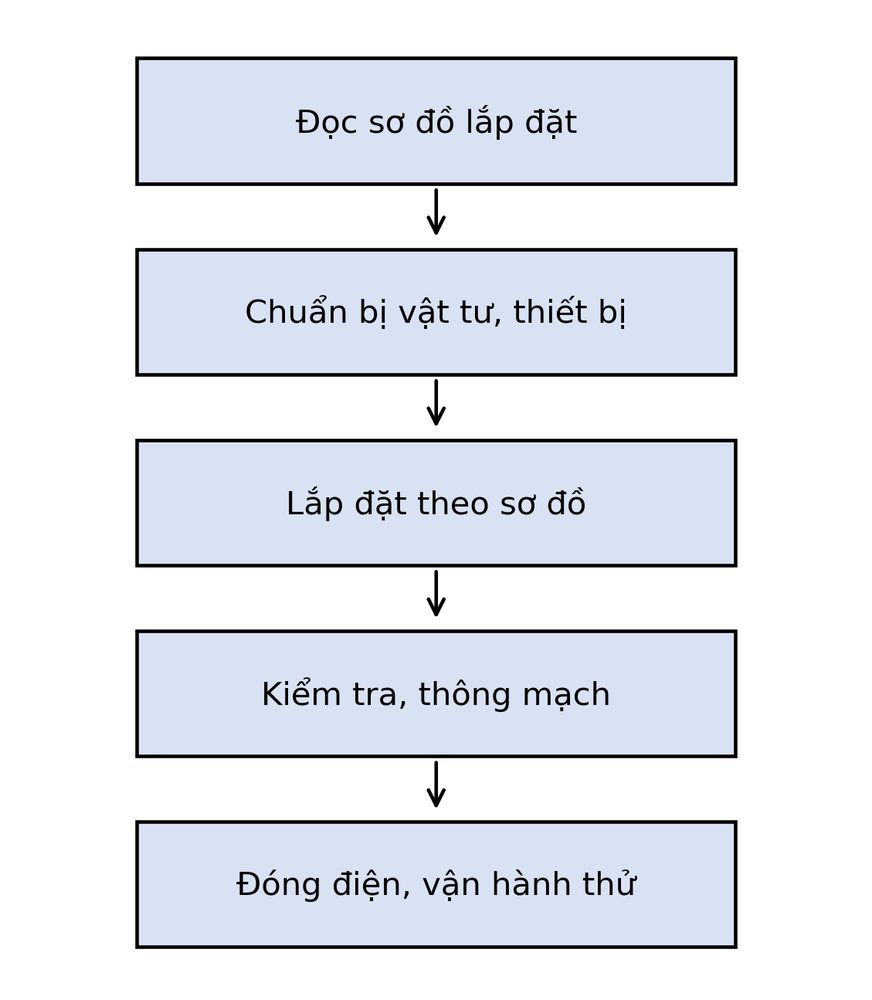 Đọc sơ đồ lắp đặt
Chuẩn bị vật tư, thiết bị
Lắp đặt theo sơ đồ
Kiểm tra, thông mạch
Đóng điện, vận hành thử